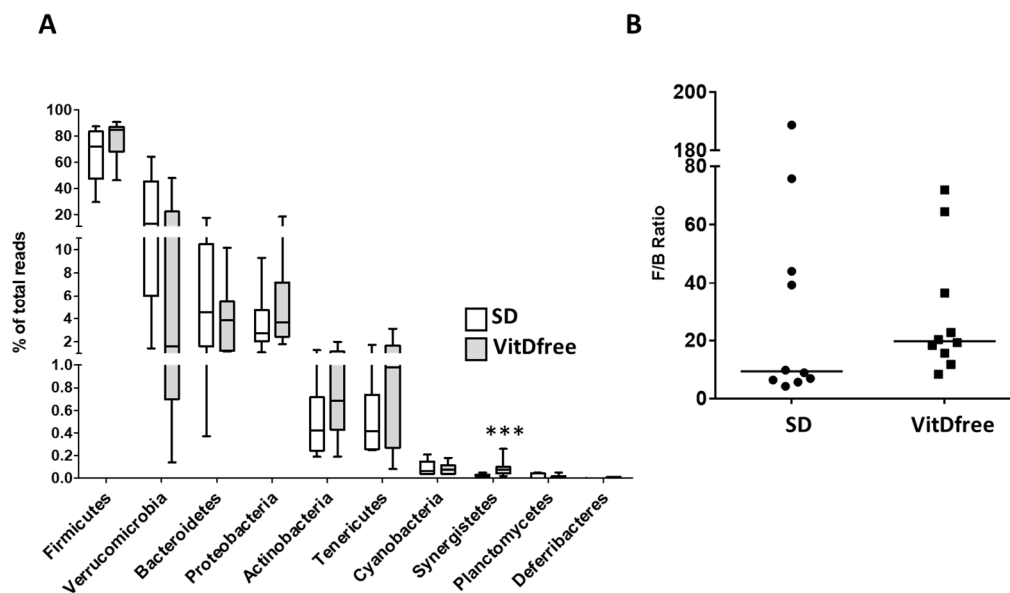 A
B
100
80
60
40
20
10
8
6
4
2
1.0
0.8
0.6
0.4
0.2
0.0
% of total reads
SD
VitDfree
***
Firmicutes
Verrucomicrobia
Bacteroidetes
Proteobacteria
Actinobacteria
Tenericutes
Cyanobacteria
Synergistetes
Planctomycetes
Deferribacteres
200
180
80
60
40
20
0
F/B Ratio
SD
VitDfree